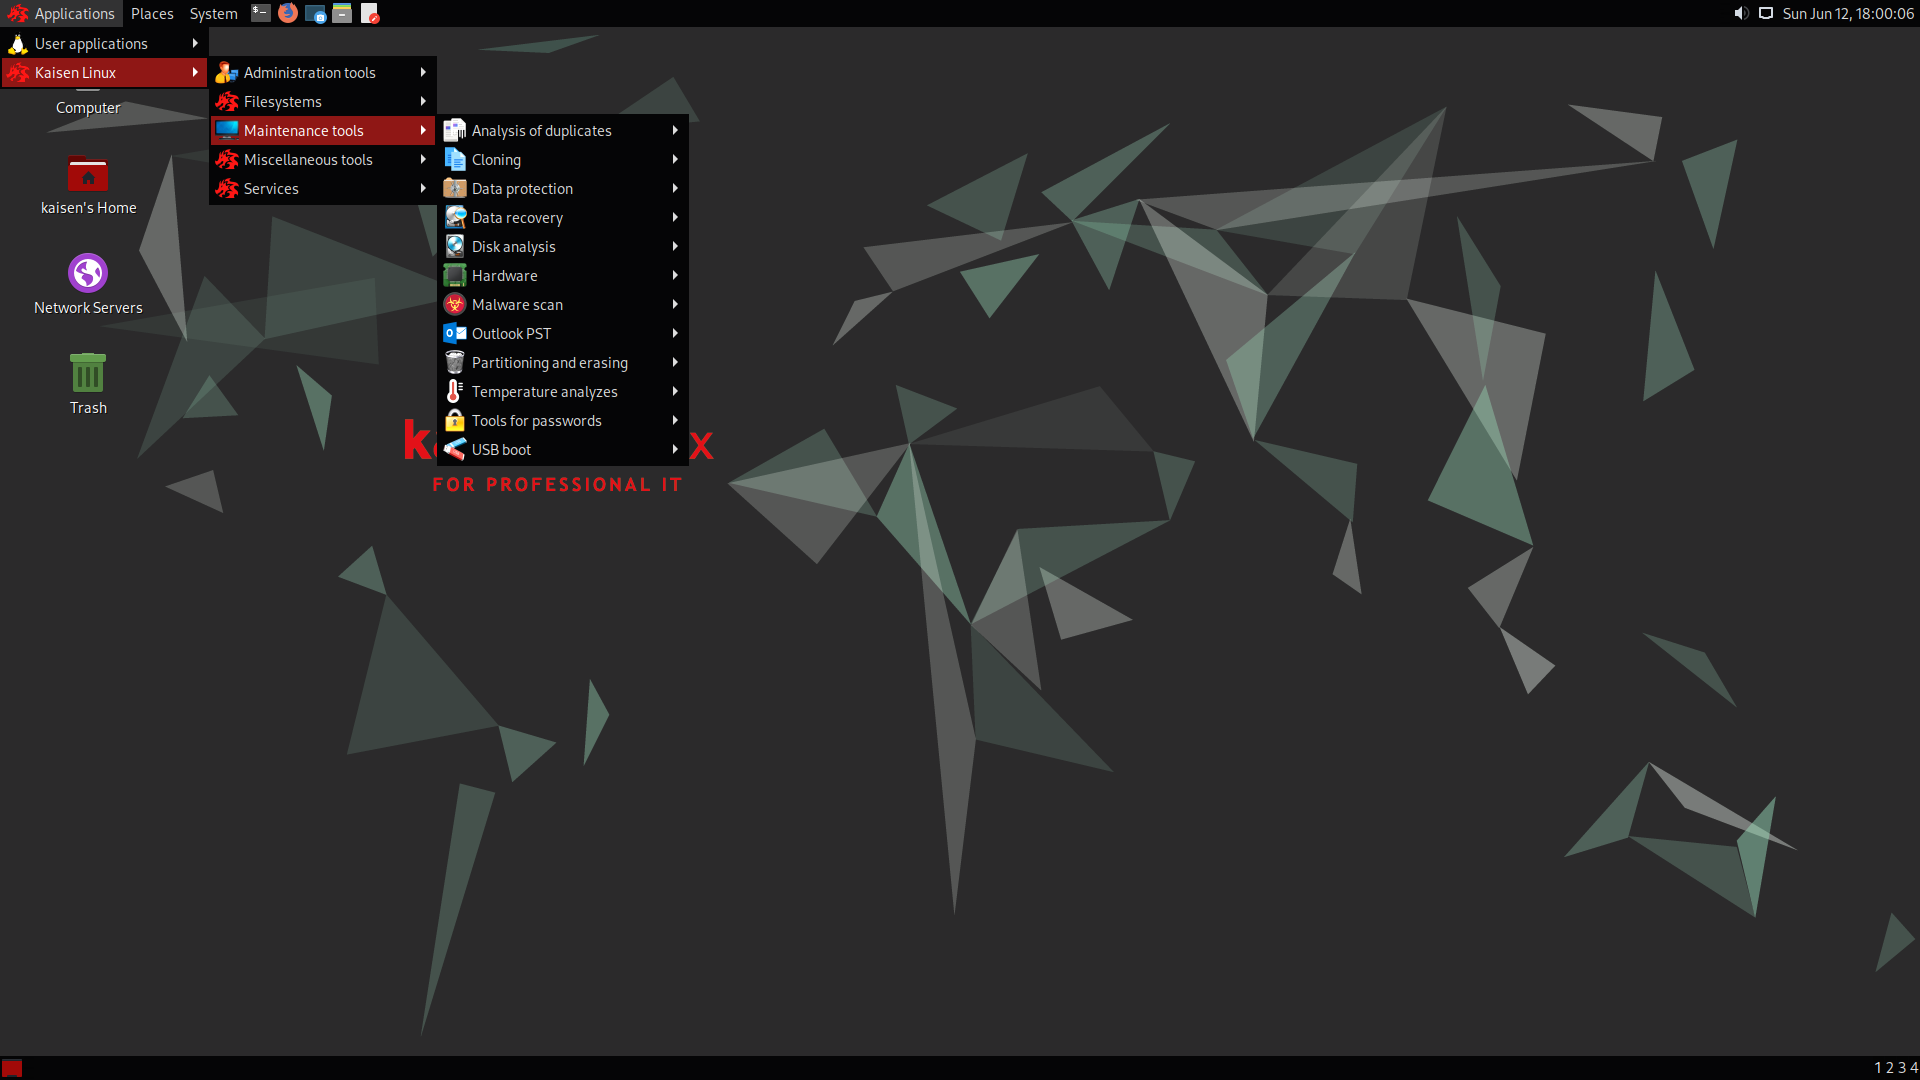 Applications Places System Sun Jun 12, 18:00:06
User applications
Kaisen Linux
Administration tools
Filesystems
Maintenance tools
Miscellaneous tools
Services
Analysis of duplicates
Cloning
Data protection
Data recovery
Disk analysis
Hardware
Malware scan
Outlook PST
Partitioning and erasing
Temperature analyzes
Tools for passwords
USB boot
Computer
kaisen's Home
Network Servers
Trash
FOR PROFESSIONAL IT
1 2 3 4